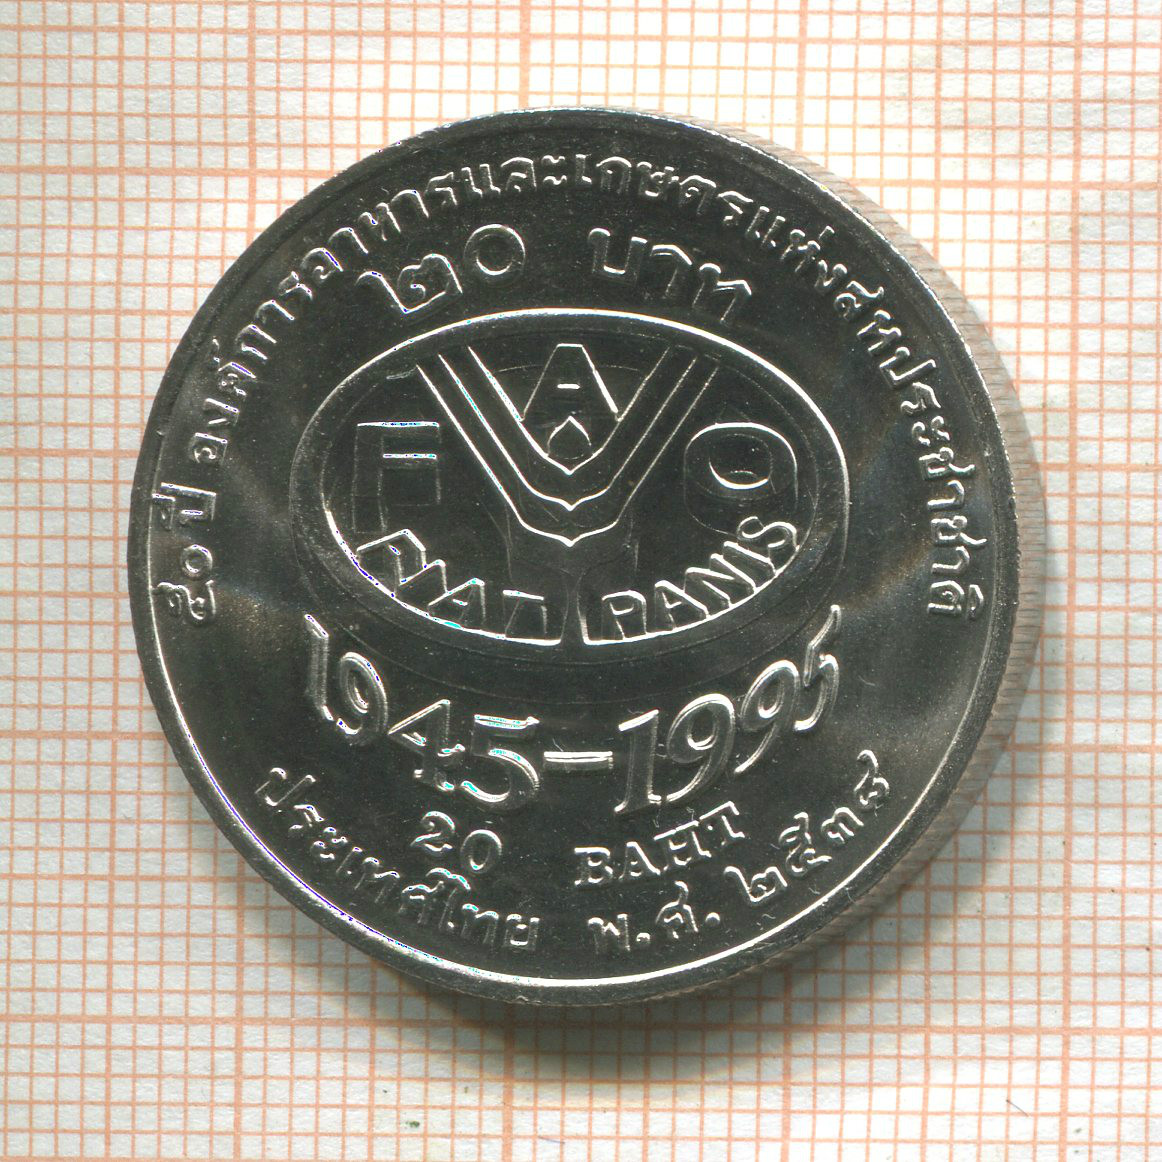 ๕๐ ปี องค์การอาหารและเกษตรแห่งสหประชาชาติ
๒๐ บาท
F A O
FIAT PANIS
1945-1995
20 BAHT
ประเทศไทย พ.ศ. ๒๕๓๘